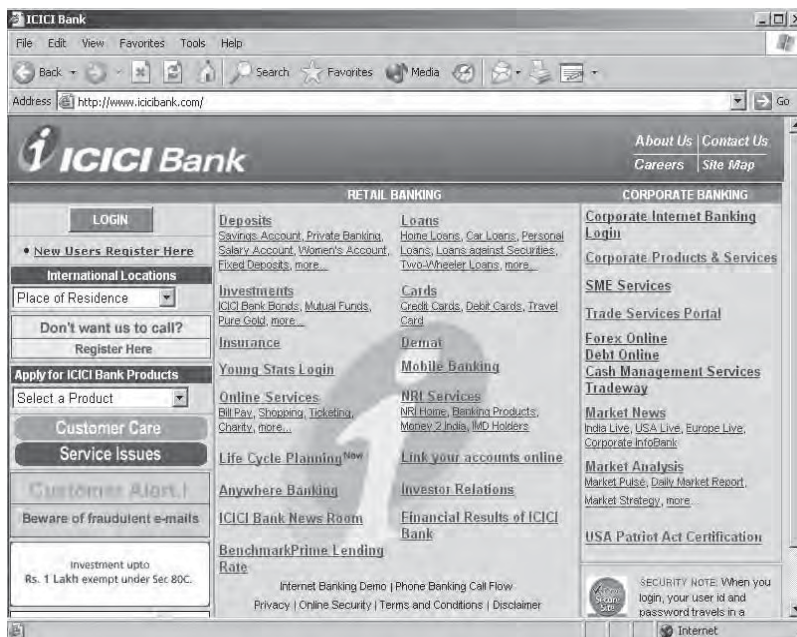 ICICI Bank
File Edit View Favorites Tools Help
Back Search Favorites Media
Address http://www.icicibank.com/ Go
i ICICI Bank
About Us | Contact Us
Careers | Site Map
RETAIL BANKING
CORPORATE BANKING
LOGIN
• New Users Register Here
International Locations
Place of Residence
Don't want us to call?
Register Here
Apply for ICICI Bank Products
Select a Product
Customer Care
Service Issues
Customer Alert.!
Beware of fraudulent e-mails
Investment upto
Rs. 1 Lakh exempt under Sec 80C.
Deposits
Savings Account, Private Banking,
Salary Account, Women's Account,
Fixed Deposits, more...
Investments
ICICI Bank Bonds, Mutual Funds,
Pure Gold, more...
Insurance
Young Stats Login
Online Services
Bill Pay, Shopping, Ticketing,
Charity, more...
Life Cycle Planning New
Anywhere Banking
ICICI Bank News Room
BenchmarkPrime Lending
Rate
Loans
Home Loans, Car Loans, Personal
Loans, Loans against Securities,
Two-Wheeler Loans, more...
Cards
Credit Cards, Debit Cards, Travel
Card
Demat
Mobile Banking
NRI Services
NRI Home, Banking Products,
Money 2 India, IMD Holders
Link your accounts online
Investor Relations
Financial Results of ICICI
Bank
Internet Banking Demo | Phone Banking Call Flow
Privacy | Online Security | Terms and Conditions | Disclaimer
Corporate Internet Banking
Login
Corporate Products & Services
SME Services
Trade Services Portal
Forex Online
Debt Online
Cash Management Services
Tradeway
Market News
India Live, USA Live, Europe Live,
Corporate InfoBank
Market Analysis
Market Pulse, Daily Market Report,
Market Strategy, more...
USA Patriot Act Certification
SECURITY NOTE: When you
login, your user id and
password travels in a
Internet